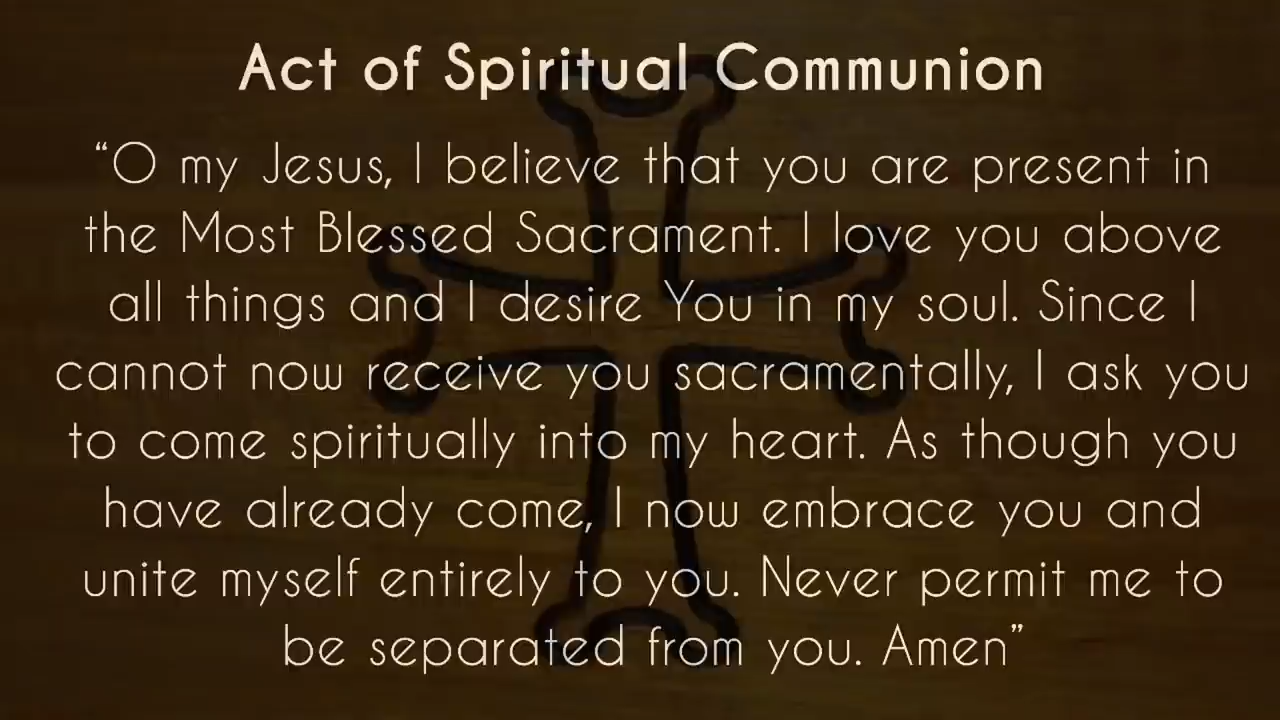 Act of Spiritual Communion
“O my Jesus, I believe that you are present in
the Most Blessed Sacrament. I love you above
all things and I desire You in my soul. Since I
cannot now receive you sacramentally, I ask you
to come spiritually into my heart. As though you
have already come, I now embrace you and
unite myself entirely to you. Never permit me to
be separated from you. Amen”